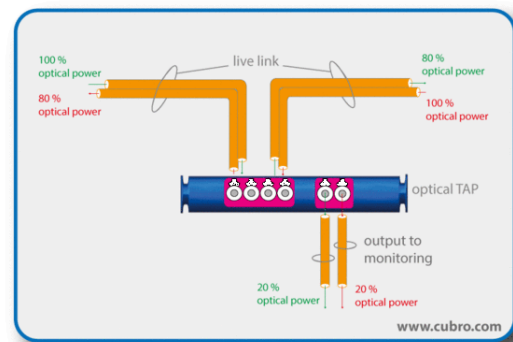 100 %
optical power
80 %
optical power
live link
80 %
optical power
100 %
optical power
optical TAP
output to
monitoring
20 %
optical power
20 %
optical power
www.cubro.com